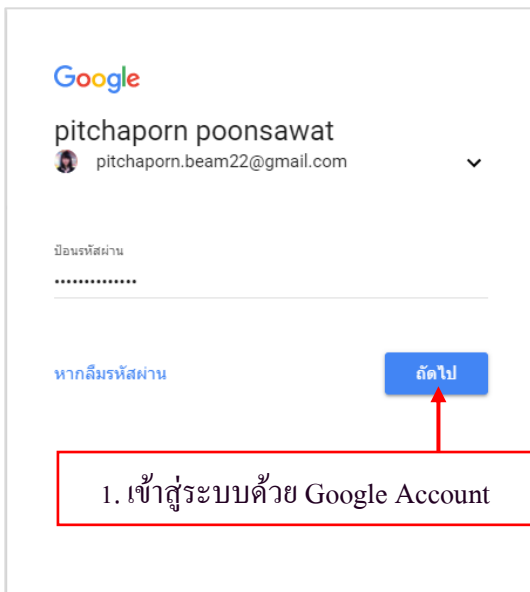 Google
pitchaporn poonsawat
pitchaporn.beam22@gmail.com
ป้อนรหัสผ่าน
••••••••••••••
หากลืมรหัสผ่าน
ถัดไป
1. เข้าสู่ระบบด้วย Google Account